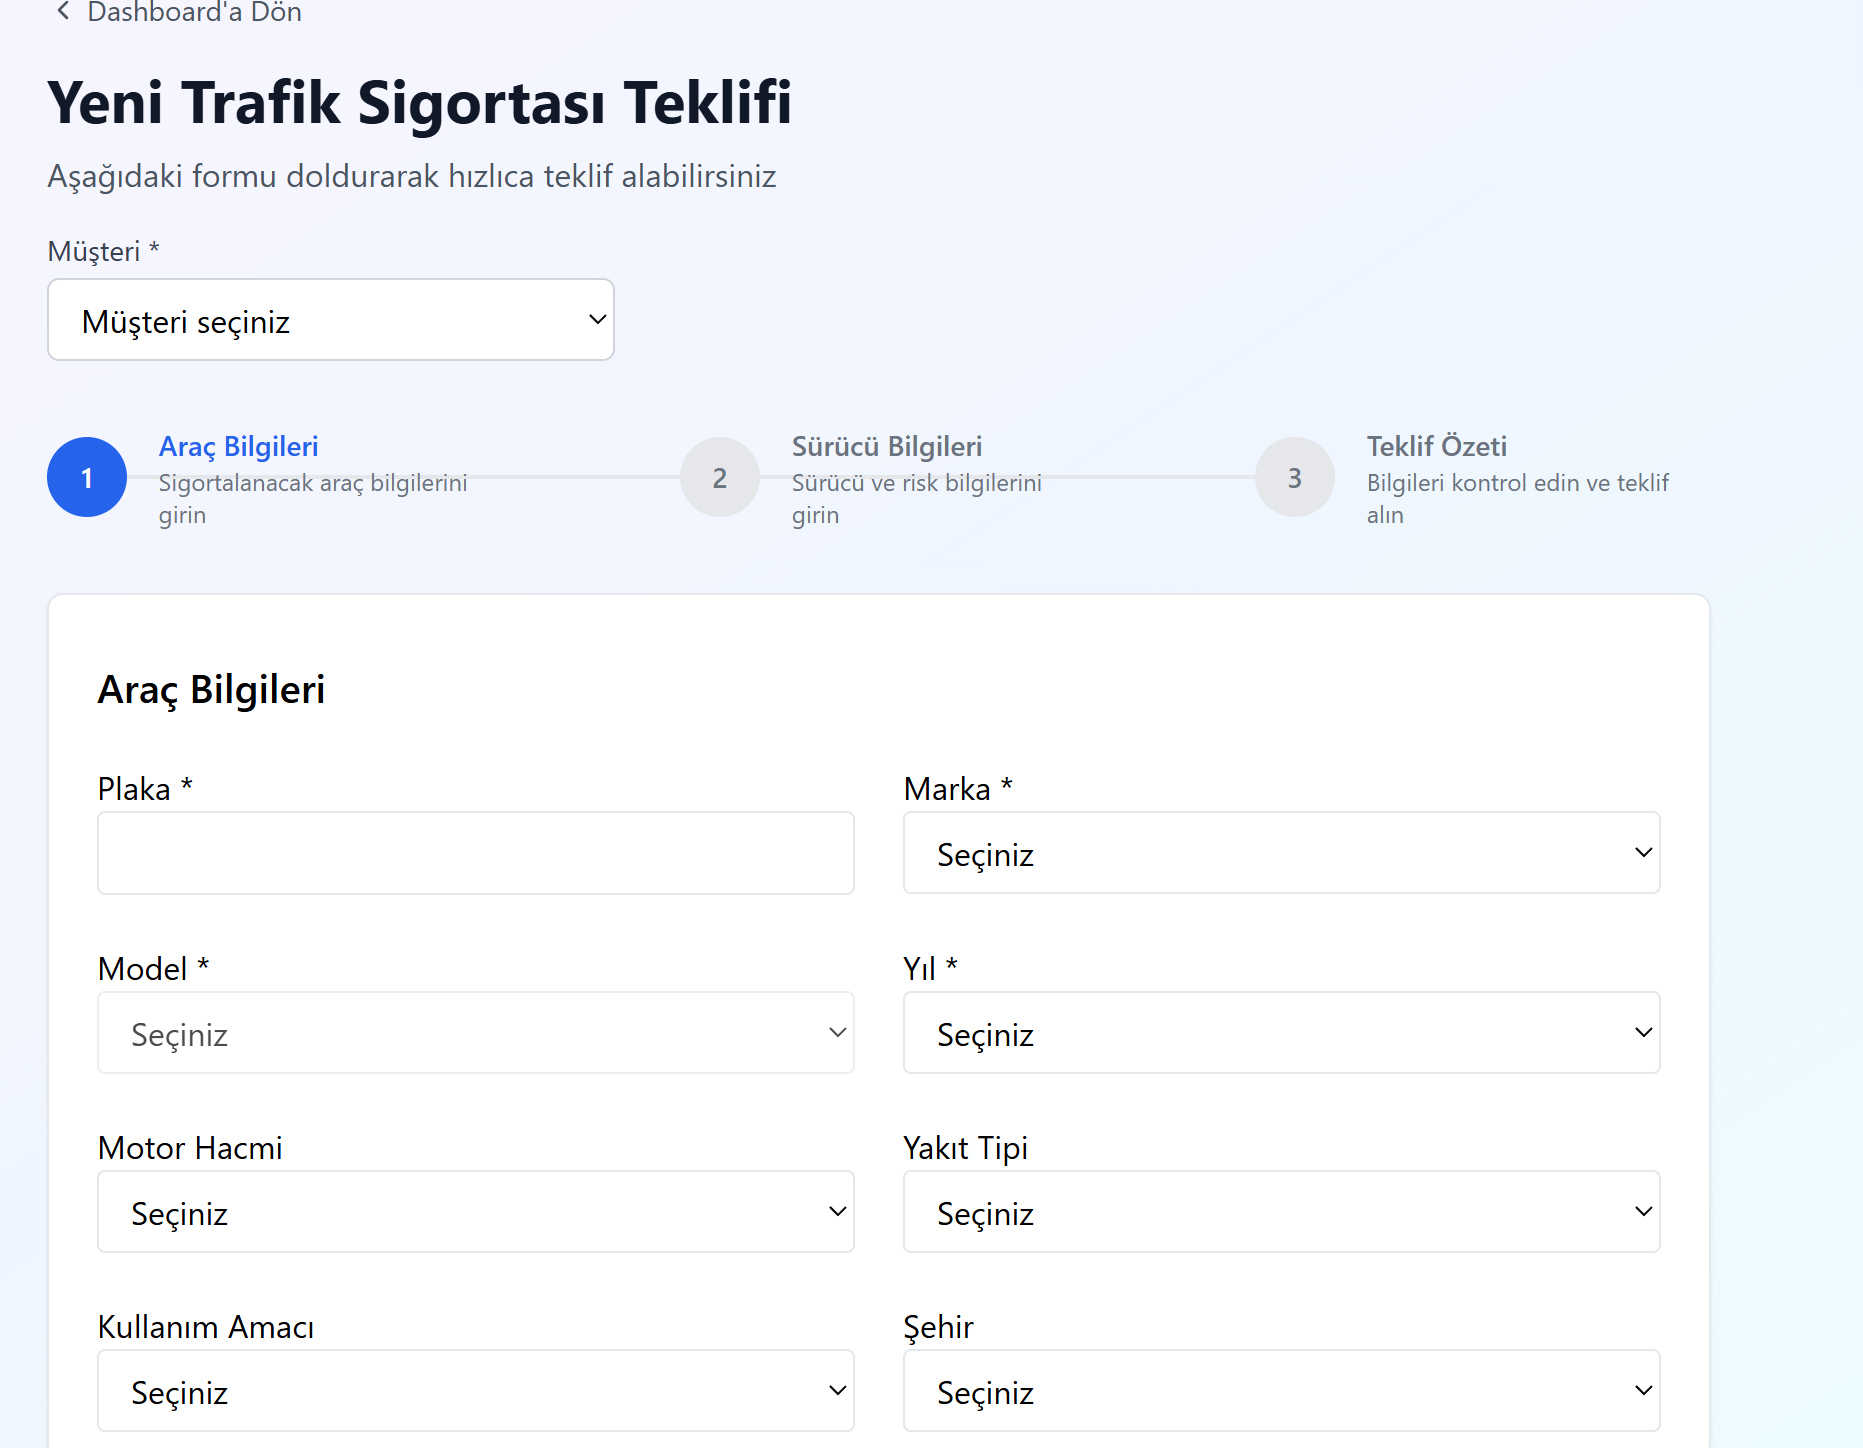 Dashboard'a Dön
Yeni Trafik Sigortası Teklifi
Aşağıdaki formu doldurarak hızlıca teklif alabilirsiniz
Müşteri *
Müşteri seçiniz
1
Araç Bilgileri
Sigortalanacak araç bilgilerini
girin
2
Sürücü Bilgileri
Sürücü ve risk bilgilerini
girin
3
Teklif Özeti
Bilgileri kontrol edin ve teklif
alın
Araç Bilgileri
Plaka *
Marka *
Seçiniz
Model *
Seçiniz
Yıl *
Seçiniz
Motor Hacmi
Seçiniz
Yakıt Tipi
Seçiniz
Kullanım Amacı
Seçiniz
Şehir
Seçiniz